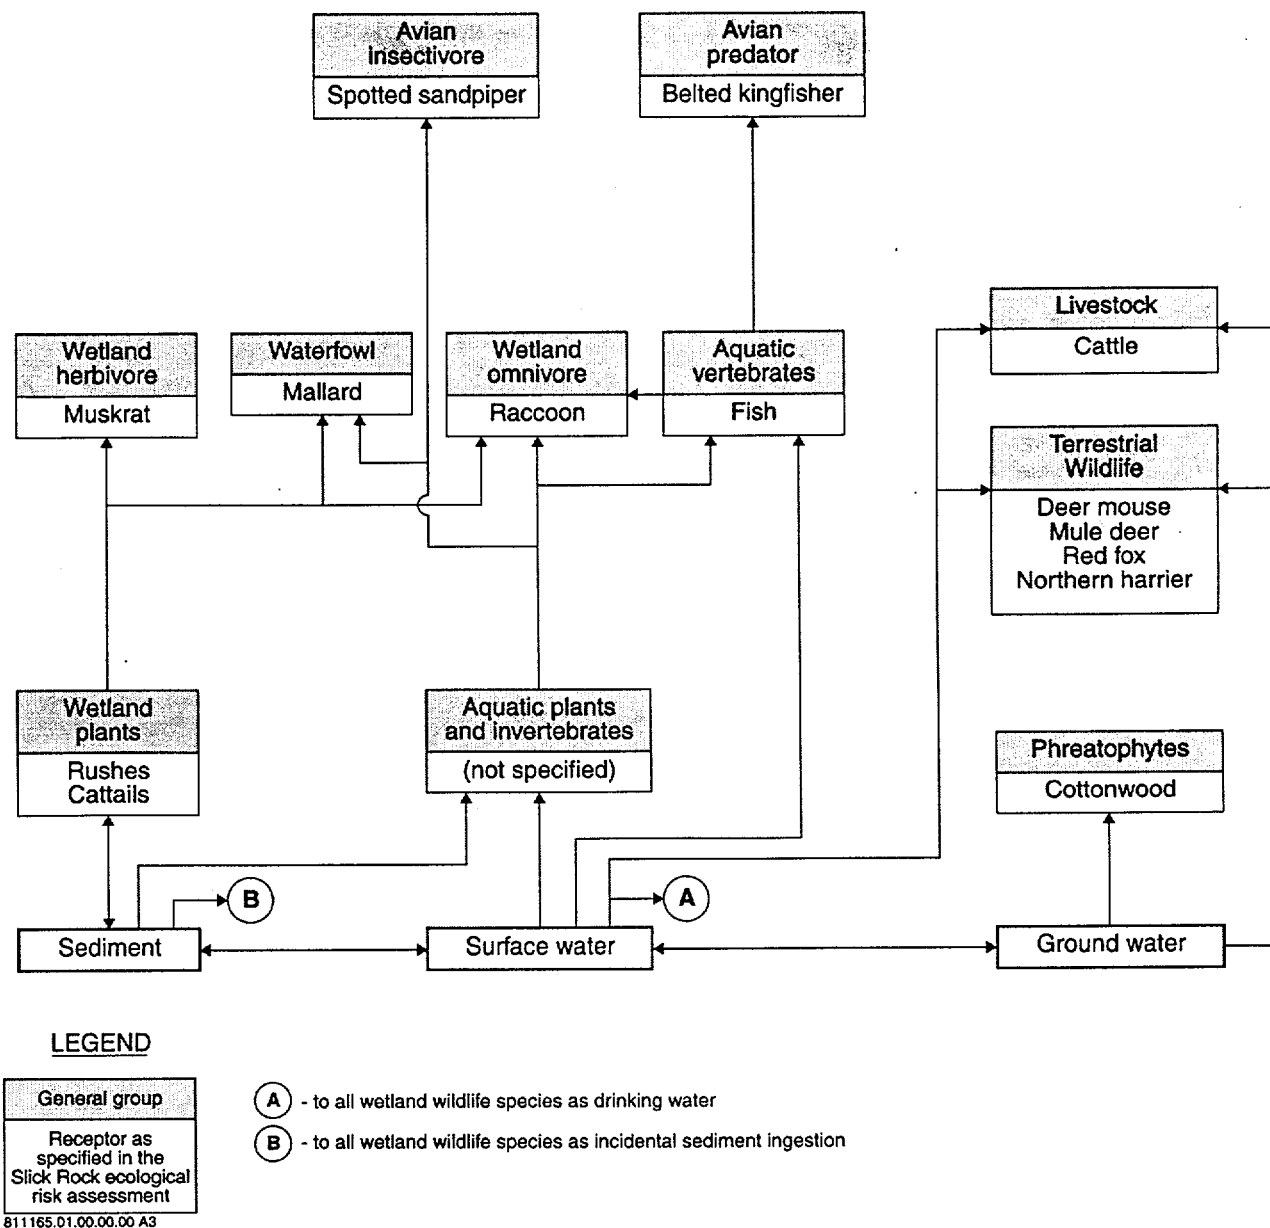 Avian
insectivore
Spotted sandpiper
Avian
predator
Belted kingfisher
Livestock
Cattle
Wetland
herbivore
Muskrat
Waterfowl
Mallard
Wetland
omnivore
Raccoon
Aquatic
vertebrates
Fish
Terrestrial
Wildlife
Deer mouse
Mule deer
Red fox
Northern harrier
Wetland
plants
Rushes
Cattails
Aquatic plants
and invertebrates
(not specified)
Phreatophytes
Cottonwood
B
A
Sediment
Surface water
Ground water
LEGEND
General group
Receptor as
specified in the
Slick Rock ecological
risk assessment
A - to all wetland wildlife species as drinking water
B - to all wetland wildlife species as incidental sediment ingestion
811165.01.00.00.00 A3